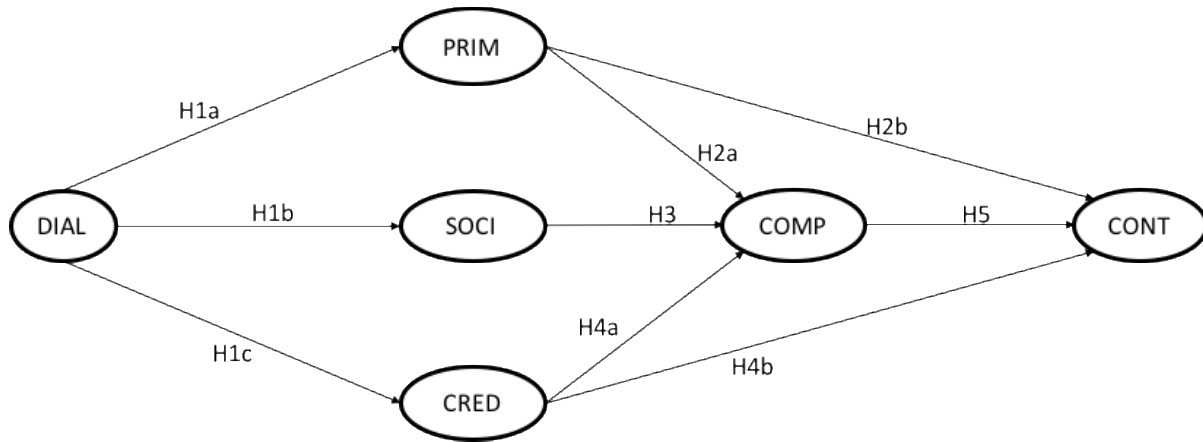 PRIM
H1a
H2b
H2a
DIAL
H1b
SOCI
H3
COMP
H5
CONT
H4a
H1c
H4b
CRED